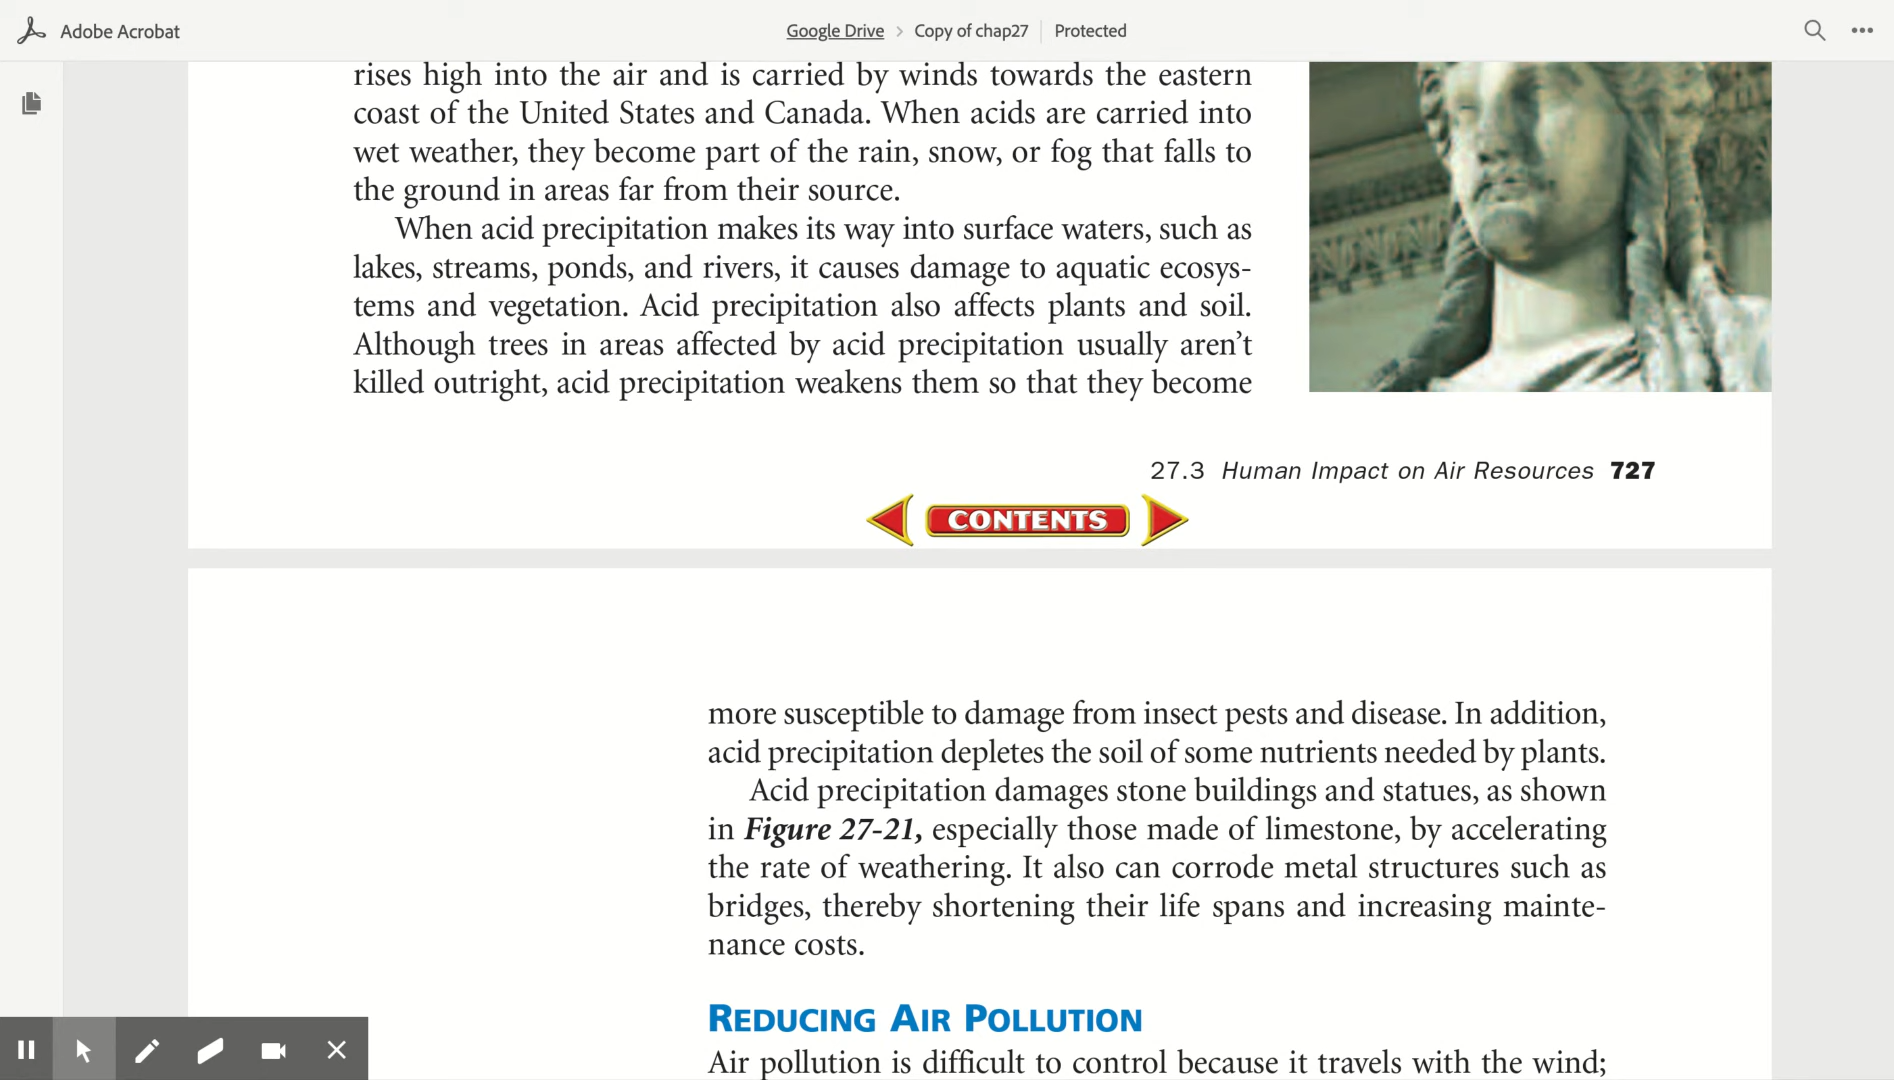 Adobe Acrobat
Google Drive > Copy of chap27 | Protected
rises high into the air and is carried by winds towards the eastern
coast of the United States and Canada. When acids are carried into
wet weather, they become part of the rain, snow, or fog that falls to
the ground in areas far from their source.
When acid precipitation makes its way into surface waters, such as
lakes, streams, ponds, and rivers, it causes damage to aquatic ecosys-
tems and vegetation. Acid precipitation also affects plants and soil.
Although trees in areas affected by acid precipitation usually aren't
killed outright, acid precipitation weakens them so that they become
27.3 Human Impact on Air Resources 727
CONTENTS
more susceptible to damage from insect pests and disease. In addition,
acid precipitation depletes the soil of some nutrients needed by plants.
Acid precipitation damages stone buildings and statues, as shown
in Figure 27-21, especially those made of limestone, by accelerating
the rate of weathering. It also can corrode metal structures such as
bridges, thereby shortening their life spans and increasing mainte-
nance costs.
REDUCING AIR POLLUTION
Air pollution is difficult to control because it travels with the wind;